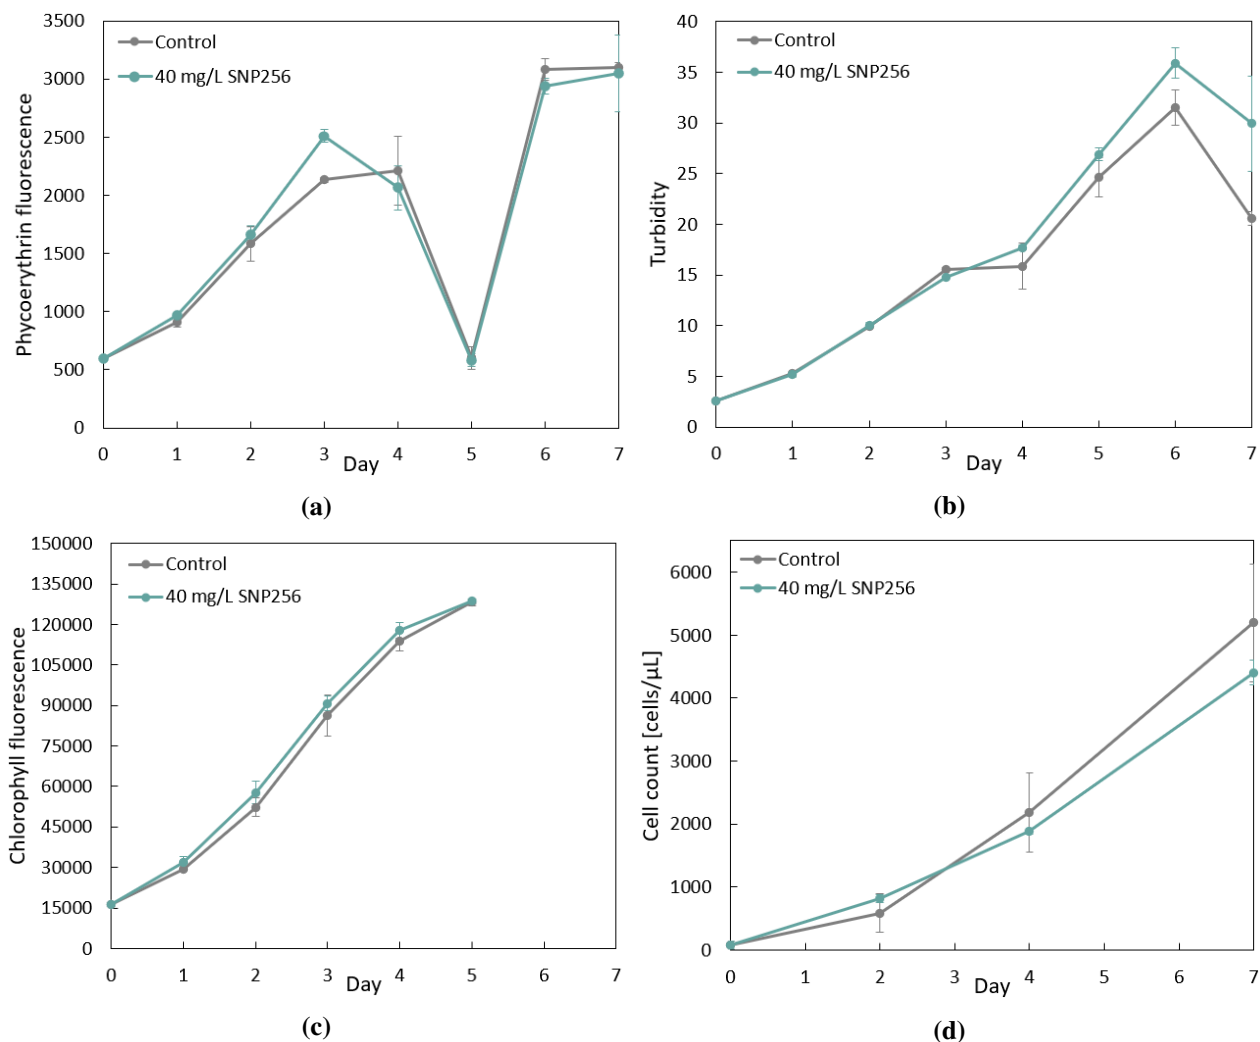 3500
3000
2500
2000
1500
1000
500
0
Phycoerythrin fluorescence
Control
40 mg/L SNP256
0 1 2 3 4 5 6 7
Day
(a)
40
35
30
25
20
15
10
5
0
Turbidity
Control
40 mg/L SNP256
0 1 2 3 4 5 6 7
Day
(b)
150000
135000
120000
105000
90000
75000
60000
45000
30000
15000
0
Chlorophyll fluorescence
Control
40 mg/L SNP256
0 1 2 3 4 5 6 7
Day
(c)
6000
5000
4000
3000
2000
1000
0
Cell count [cells/µL]
Control
40 mg/L SNP256
0 1 2 3 4 5 6 7
Day
(d)